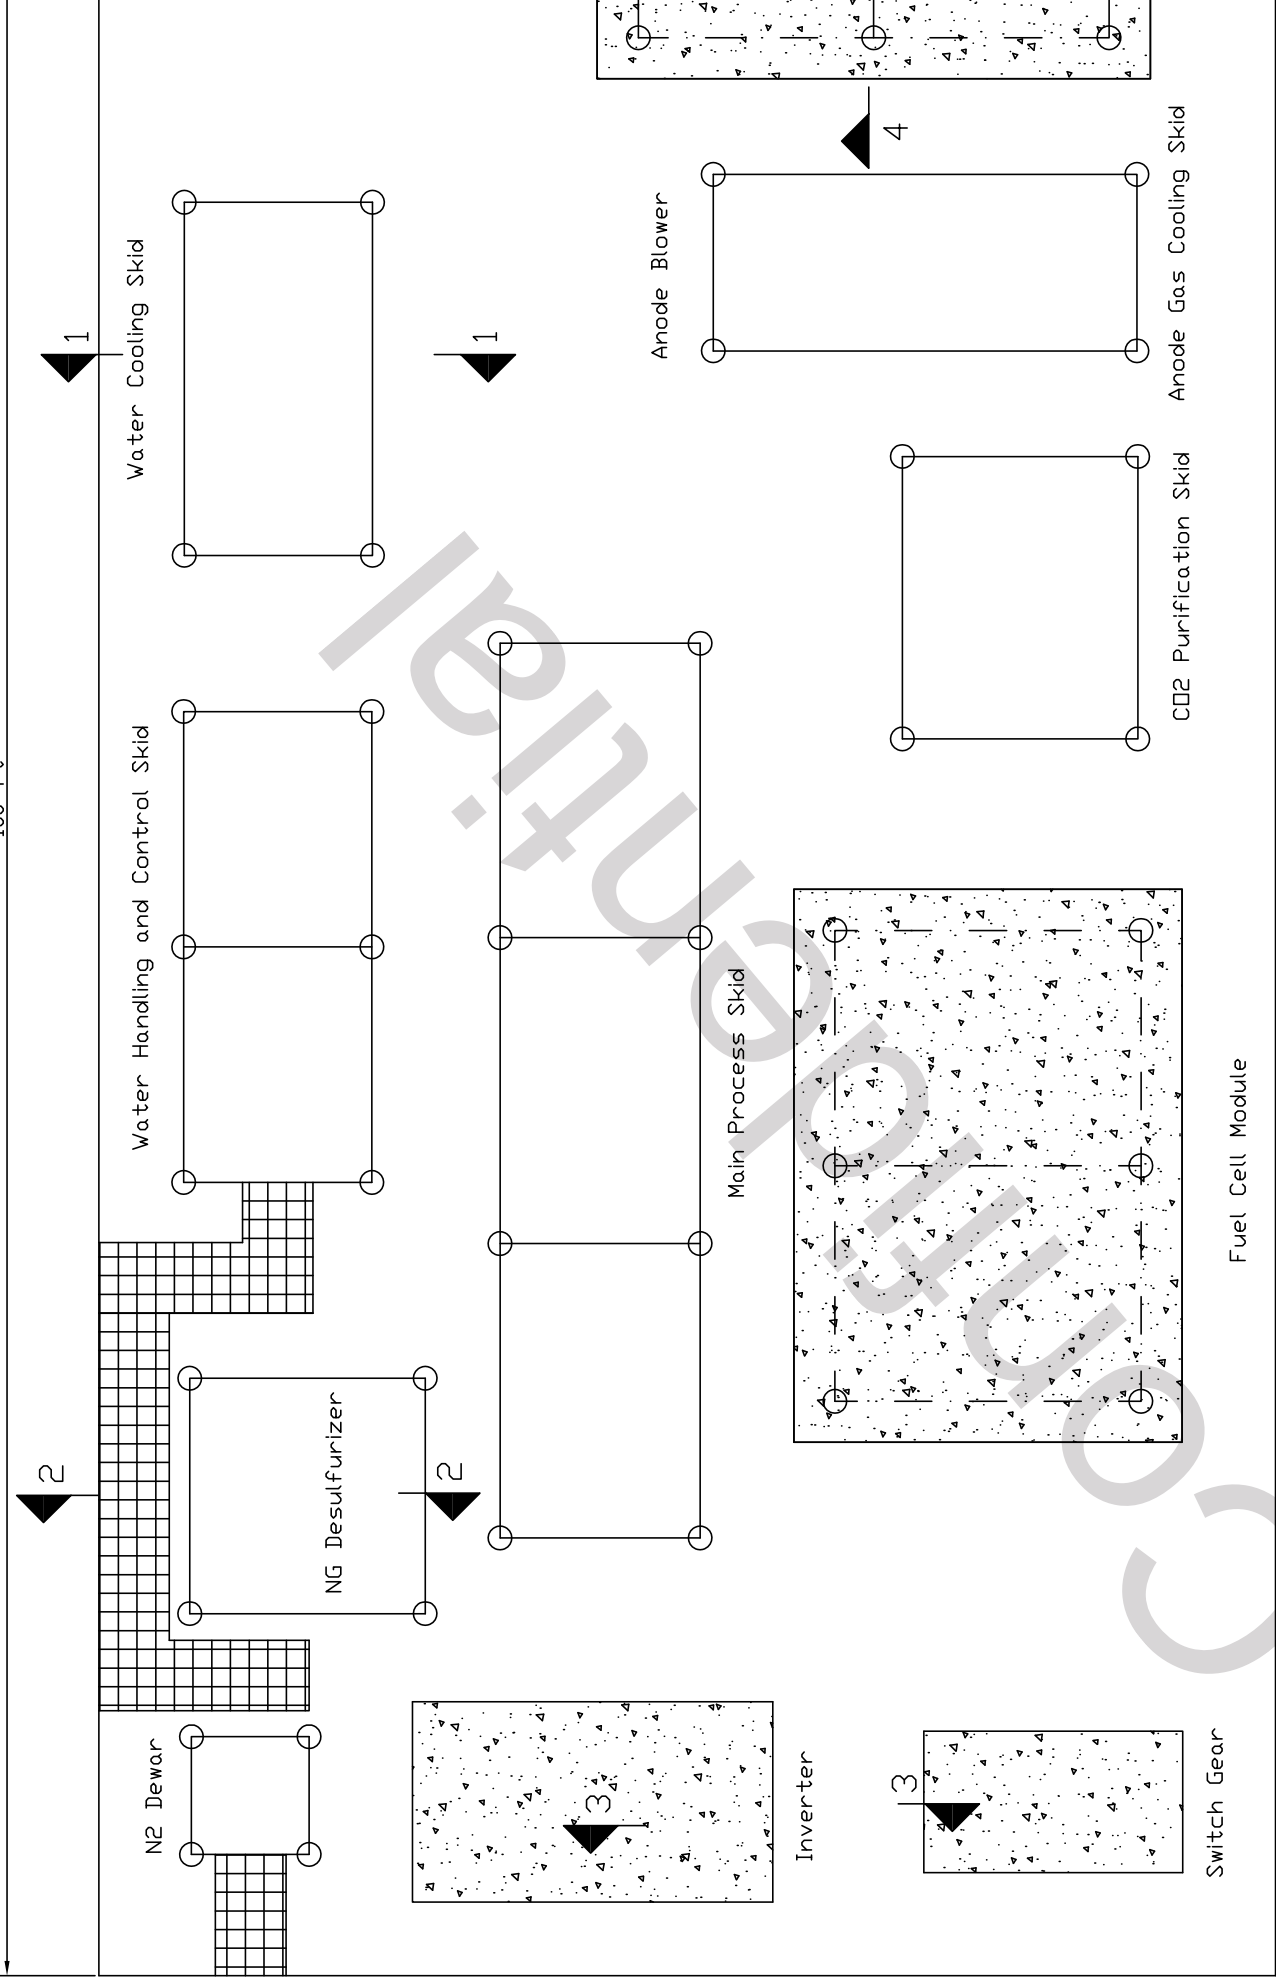 4
Anode Gas Cooling Skid
Anode Blower
1
1
Water Cooling Skid
CO2 Purification Skid
Water Handling and Control Skid
Main Process Skid
Fuel Cell Module
NG Desulfurizer
2
2
N2 Dewar
3
Inverter
3
Switch Gear
Confidential